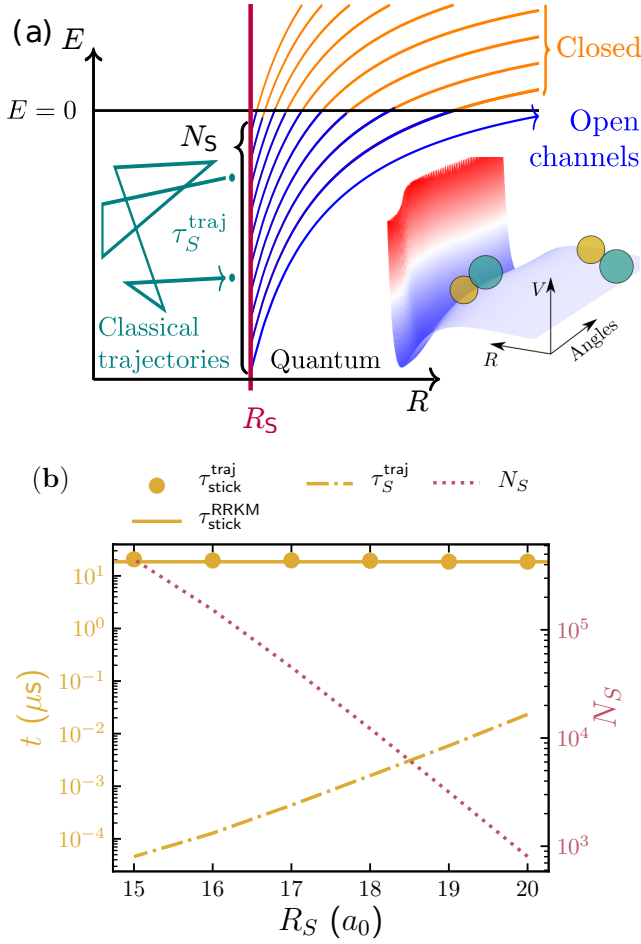 (a)
E
Closed
E = 0
N_S
Open
channels
τ_S^traj
V
Classical
trajectories
Quantum
R
Angles
R
R_S
(b)
τ_stick^traj
τ_S^traj
N_S
τ_stick^RRKM
10^1
10^0
10^−1
10^−2
10^−3
10^−4
t (μs)
10^5
10^4
10^3
N_S
15 16 17 18 19 20
R_S (a_0)